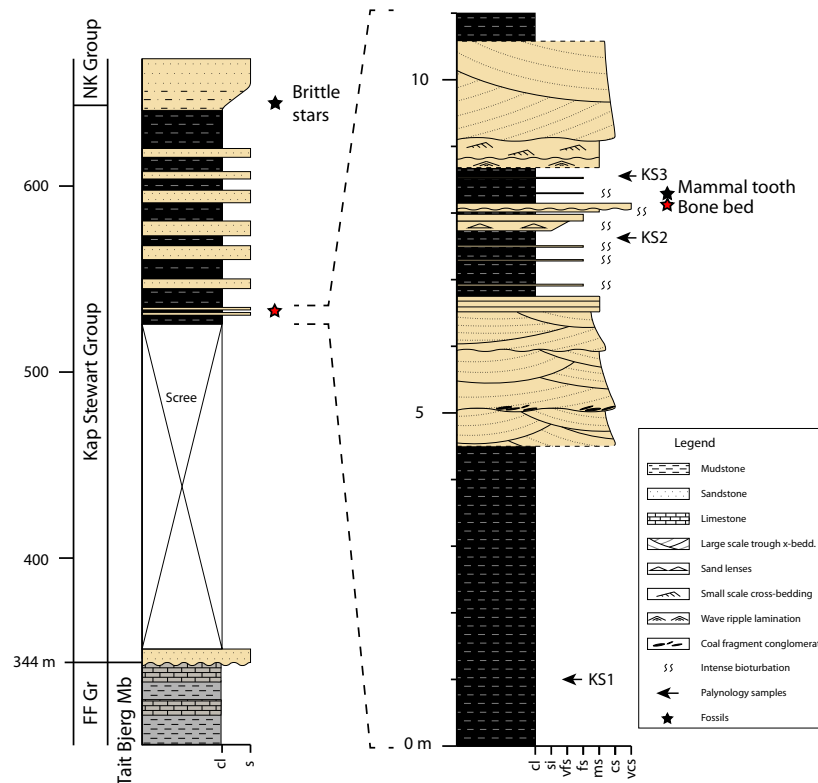 NK Group
Kap Stewart Group
FF Gr
Tait Bjerg Mb
600
500
400
344 m
Scree
cl
s
Brittle
stars
10
5
0 m
KS3
Mammal tooth
Bone bed
KS2
KS1
cl
si
vfs
fs
ms
cs
vcs
Legend
Mudstone
Sandstone
Limestone
Large scale trough x-bedd.
Sand lenses
Small scale cross-bedding
Wave ripple lamination
Coal fragment conglomerat
Intense bioturbation
Palynology samples
Fossils